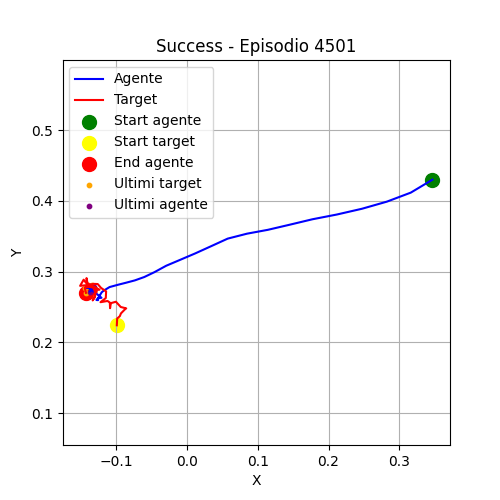 Success - Episodio 4501
Agente
Target
Start agente
Start target
End agente
Ultimi target
Ultimi agente
0.5
0.4
0.3
0.2
0.1
Y
−0.1 0.0 0.1 0.2 0.3
X